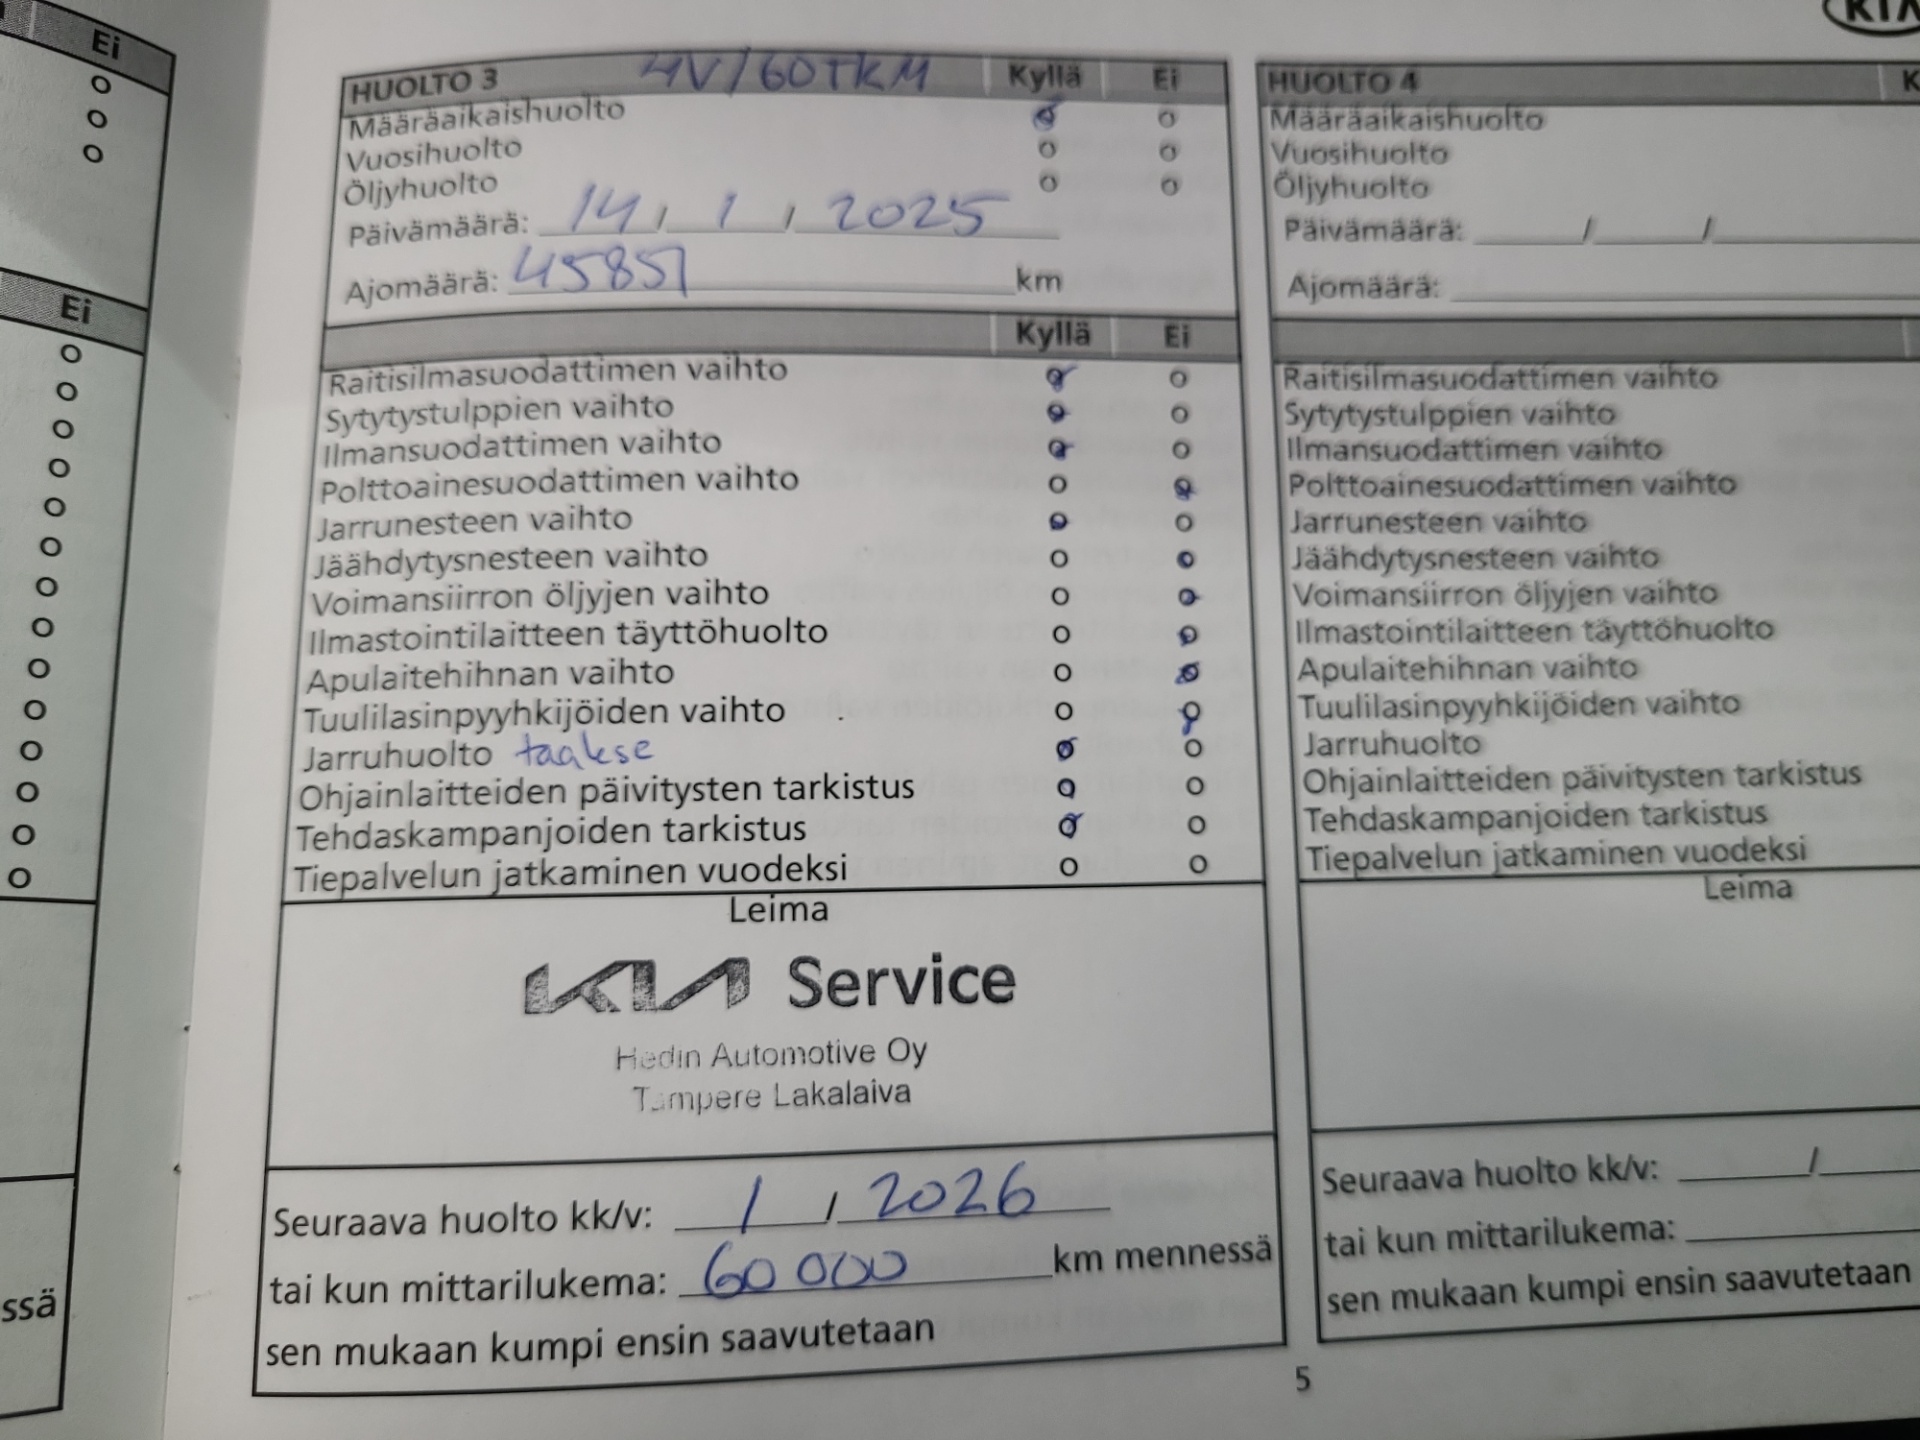 Ei
Ei
ssä
HUOLTO 3 4V/60TKM Kyllä Ei
Määräaikaishuolto
Vuosihuolto
Öljyhuolto
Päivämäärä: 14 / 1 / 2025
Ajomäärä: 45851 km
Kyllä Ei
Raitisilmasuodattimen vaihto
Sytytystulppien vaihto
Ilmansuodattimen vaihto
Polttoainesuodattimen vaihto
Jarrunesteen vaihto
Jäähdytysnesteen vaihto
Voimansiirron öljyjen vaihto
Ilmastointilaitteen täyttöhuolto
Apulaitehihnan vaihto
Tuulilasinpyyhkijöiden vaihto
Jarruhuolto taakse
Ohjainlaitteiden päivitysten tarkistus
Tehdaskampanjoiden tarkistus
Tiepalvelun jatkaminen vuodeksi
Leima
KIA Service
Hedin Automotive Oy
Tampere Lakalaiva
Seuraava huolto kk/v: 1 / 2026
tai kun mittarilukema: 60 000 km mennessä
sen mukaan kumpi ensin saavutetaan
KIA
HUOLTO 4 K
Määräaikaishuolto
Vuosihuolto
Öljyhuolto
Päivämäärä: / /
Ajomäärä:
Raitisilmasuodattimen vaihto
Sytytystulppien vaihto
Ilmansuodattimen vaihto
Polttoainesuodattimen vaihto
Jarrunesteen vaihto
Jäähdytysnesteen vaihto
Voimansiirron öljyjen vaihto
Ilmastointilaitteen täyttöhuolto
Apulaitehihnan vaihto
Tuulilasinpyyhkijöiden vaihto
Jarruhuolto
Ohjainlaitteiden päivitysten tarkistus
Tehdaskampanjoiden tarkistus
Tiepalvelun jatkaminen vuodeksi
Leima
Seuraava huolto kk/v: /
tai kun mittarilukema:
sen mukaan kumpi ensin saavutetaan
5